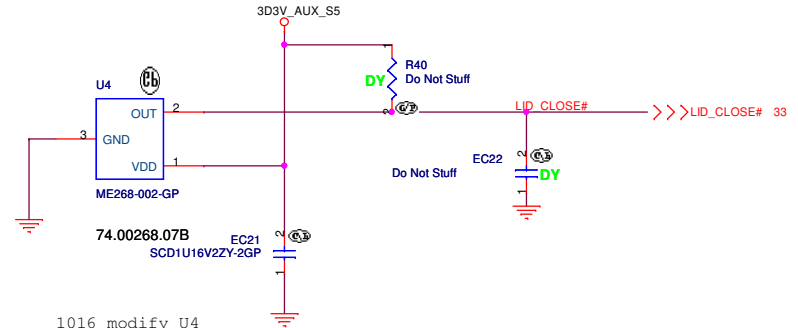 3D3V_AUX_S5
1
R40
DY
Do Not Stuff
U4
2
OUT
2
G/P
LID_CLOSE#
LID_CLOSE# 33
3
GND
VDD
1
ME268-002-GP
EC22
2
DY
1
Do Not Stuff
74.00268.07B
EC21
2
SCD1U16V2ZY-2GP
1
1016 modify U4